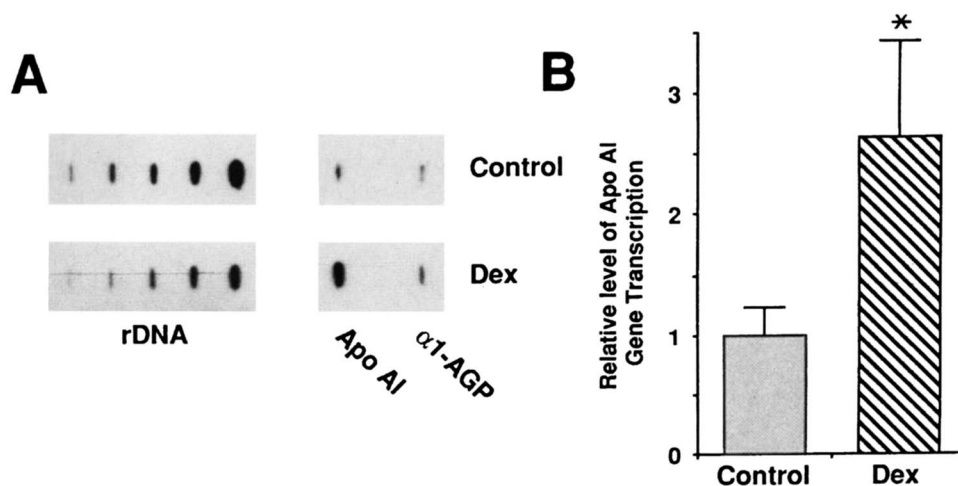 A
Control
Dex
rDNA
Apo AI
α1-AGP
B
Relative level of Apo AI
Gene Transcription
*
3
2
1
0
Control
Dex